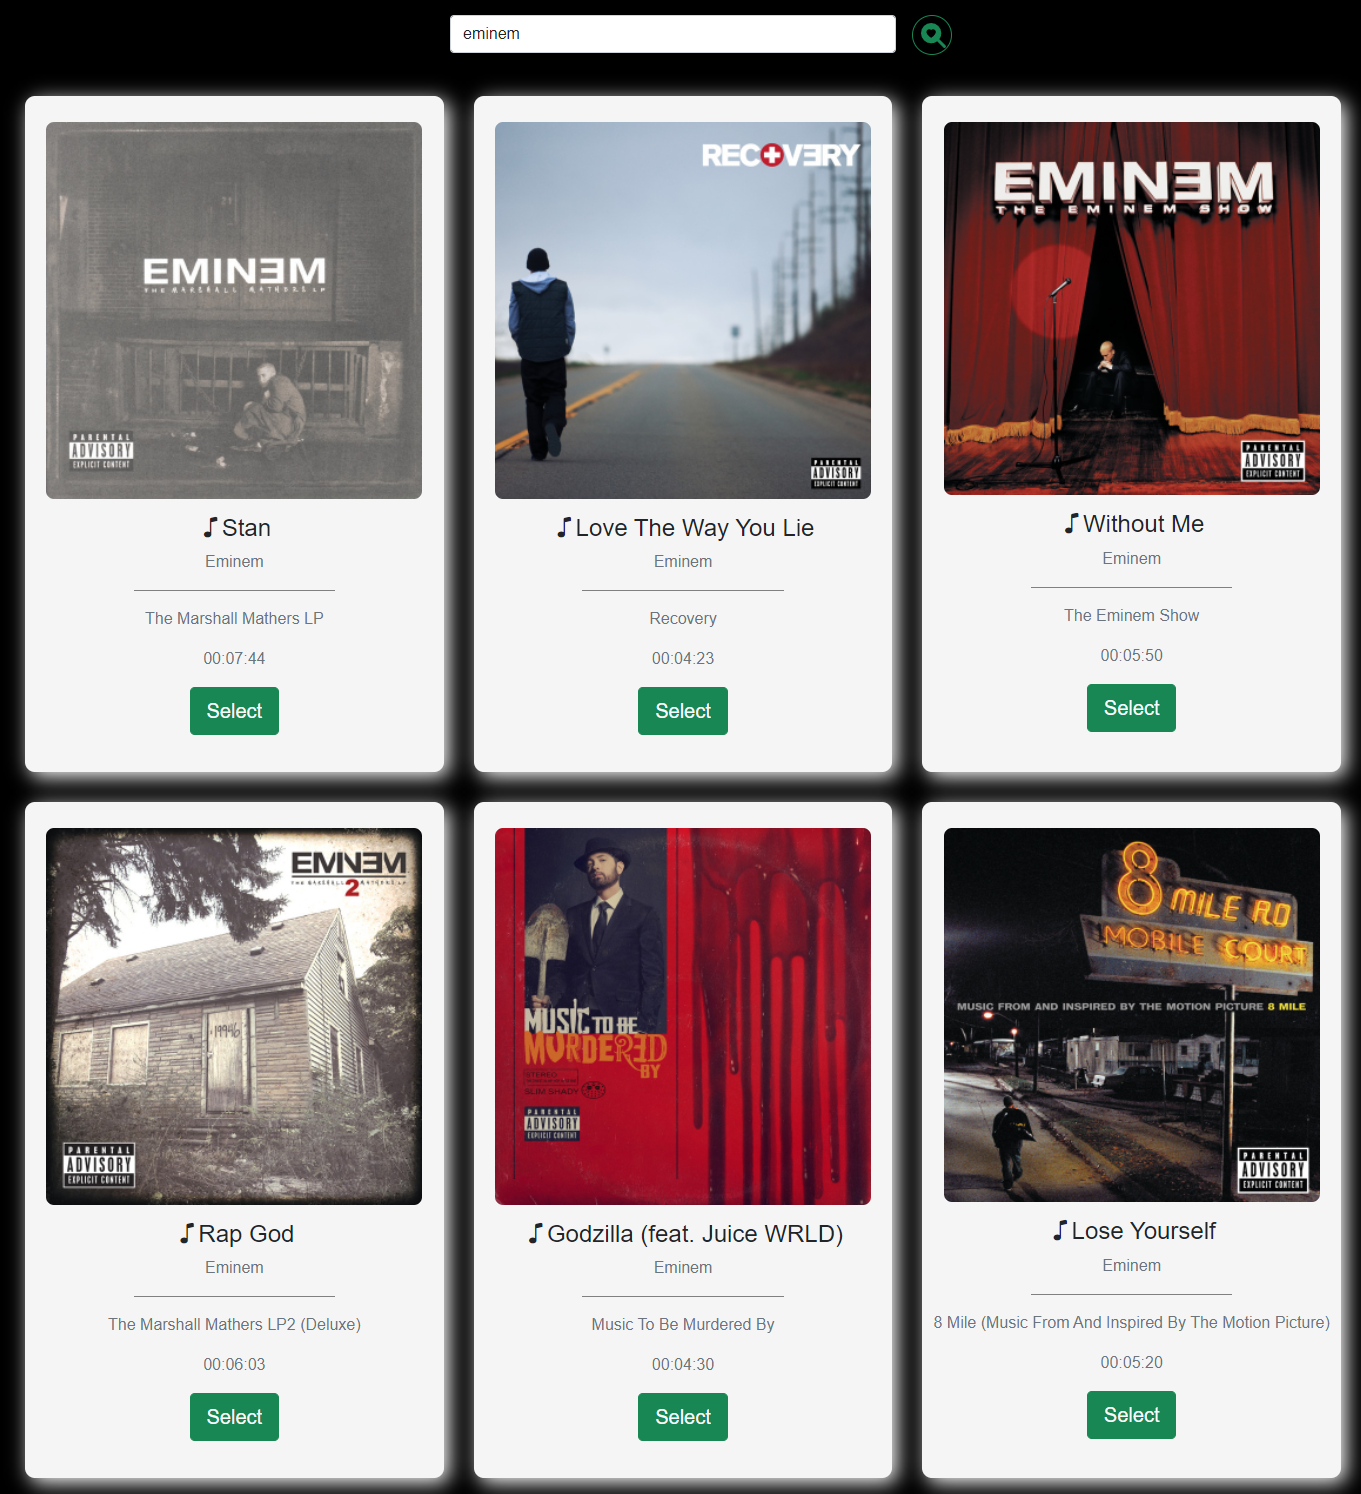 eminem
EMINEM
THE MARSHALL MATHERS LP
PARENTAL
ADVISORY
EXPLICIT CONTENT
Stan
Eminem
The Marshall Mathers LP
00:07:44
Select
RECOVERY
PARENTAL
ADVISORY
EXPLICIT CONTENT
Love The Way You Lie
Eminem
Recovery
00:04:23
Select
EMINEM
THE EMINEM SHOW
PARENTAL
ADVISORY
EXPLICIT CONTENT
Without Me
Eminem
The Eminem Show
00:05:50
Select
EMINEM
THE MARSHALL MATHERS LP
2
19946
PARENTAL
ADVISORY
EXPLICIT CONTENT
Rap God
Eminem
The Marshall Mathers LP2 (Deluxe)
00:06:03
Select
MUSIC TO BE
MURDERED
BY
STEREO
SLIM SHADY
PARENTAL
ADVISORY
EXPLICIT CONTENT
Godzilla (feat. Juice WRLD)
Eminem
Music To Be Murdered By
00:04:30
Select
8 MILE RD
MOBILE COURT
MUSIC FROM AND INSPIRED BY THE MOTION PICTURE 8 MILE
PARENTAL
ADVISORY
EXPLICIT CONTENT
Lose Yourself
Eminem
8 Mile (Music From And Inspired By The Motion Picture)
00:05:20
Select